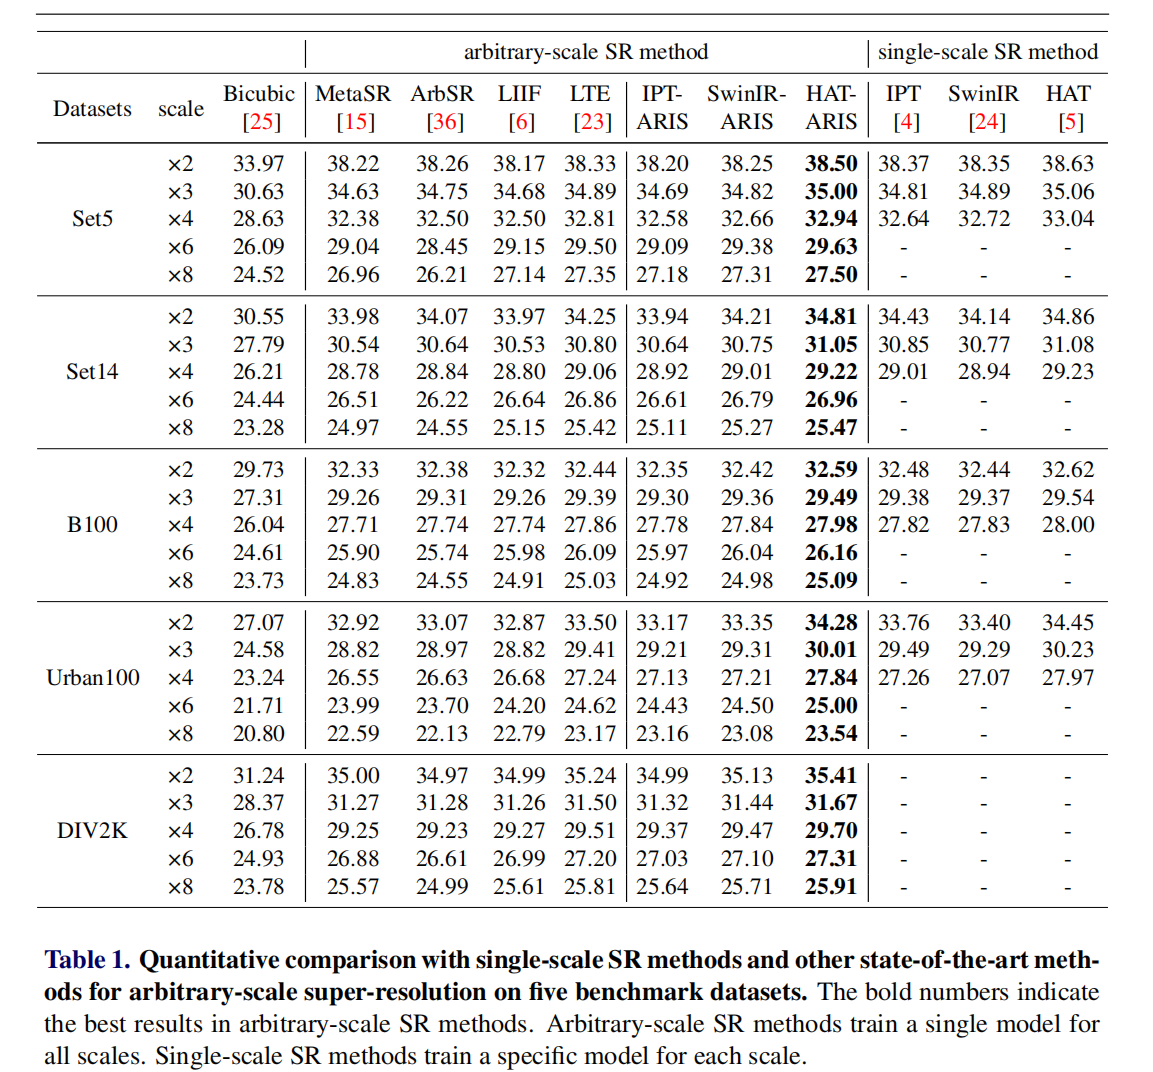 arbitrary-scale SR method single-scale SR method
Datasets scale Bicubic [25] MetaSR [15] ArbSR [36] LIIF [6] LTE [23] IPT-ARIS SwinIR-ARIS HAT-ARIS IPT [4] SwinIR [24] HAT [5]
Set5
×2 33.97 38.22 38.26 38.17 38.33 38.20 38.25 38.50 38.37 38.35 38.63
×3 30.63 34.63 34.75 34.68 34.89 34.69 34.82 35.00 34.81 34.89 35.06
×4 28.63 32.38 32.50 32.50 32.81 32.58 32.66 32.94 32.64 32.72 33.04
×6 26.09 29.04 28.45 29.15 29.50 29.09 29.38 29.63 - - -
×8 24.52 26.96 26.21 27.14 27.35 27.18 27.31 27.50 - - -
Set14
×2 30.55 33.98 34.07 33.97 34.25 33.94 34.21 34.81 34.43 34.14 34.86
×3 27.79 30.54 30.64 30.53 30.80 30.64 30.75 31.05 30.85 30.77 31.08
×4 26.21 28.78 28.84 28.80 29.06 28.92 29.01 29.22 29.01 28.94 29.23
×6 24.44 26.51 26.22 26.64 26.86 26.61 26.79 26.96 - - -
×8 23.28 24.97 24.55 25.15 25.42 25.11 25.27 25.47 - - -
B100
×2 29.73 32.33 32.38 32.32 32.44 32.35 32.42 32.59 32.48 32.44 32.62
×3 27.31 29.26 29.31 29.26 29.39 29.30 29.36 29.49 29.38 29.37 29.54
×4 26.04 27.71 27.74 27.74 27.86 27.78 27.84 27.98 27.82 27.83 28.00
×6 24.61 25.90 25.74 25.98 26.09 25.97 26.04 26.16 - - -
×8 23.73 24.83 24.55 24.91 25.03 24.92 24.98 25.09 - - -
Urban100
×2 27.07 32.92 33.07 32.87 33.50 33.17 33.35 34.28 33.76 33.40 34.45
×3 24.58 28.82 28.97 28.82 29.41 29.21 29.31 30.01 29.49 29.29 30.23
×4 23.24 26.55 26.63 26.68 27.24 27.13 27.21 27.84 27.26 27.07 27.97
×6 21.71 23.99 23.70 24.20 24.62 24.43 24.50 25.00 - - -
×8 20.80 22.59 22.13 22.79 23.17 23.16 23.08 23.54 - - -
DIV2K
×2 31.24 35.00 34.97 34.99 35.24 34.99 35.13 35.41 - - -
×3 28.37 31.27 31.28 31.26 31.50 31.32 31.44 31.67 - - -
×4 26.78 29.25 29.23 29.27 29.51 29.37 29.47 29.70 - - -
×6 24.93 26.88 26.61 26.99 27.20 27.03 27.10 27.31 - - -
×8 23.78 25.57 24.99 25.61 25.81 25.64 25.71 25.91 - - -
Table 1. Quantitative comparison with single-scale SR methods and other state-of-the-art meth-
ods for arbitrary-scale super-resolution on five benchmark datasets. The bold numbers indicate
the best results in arbitrary-scale SR methods. Arbitrary-scale SR methods train a single model for
all scales. Single-scale SR methods train a specific model for each scale.